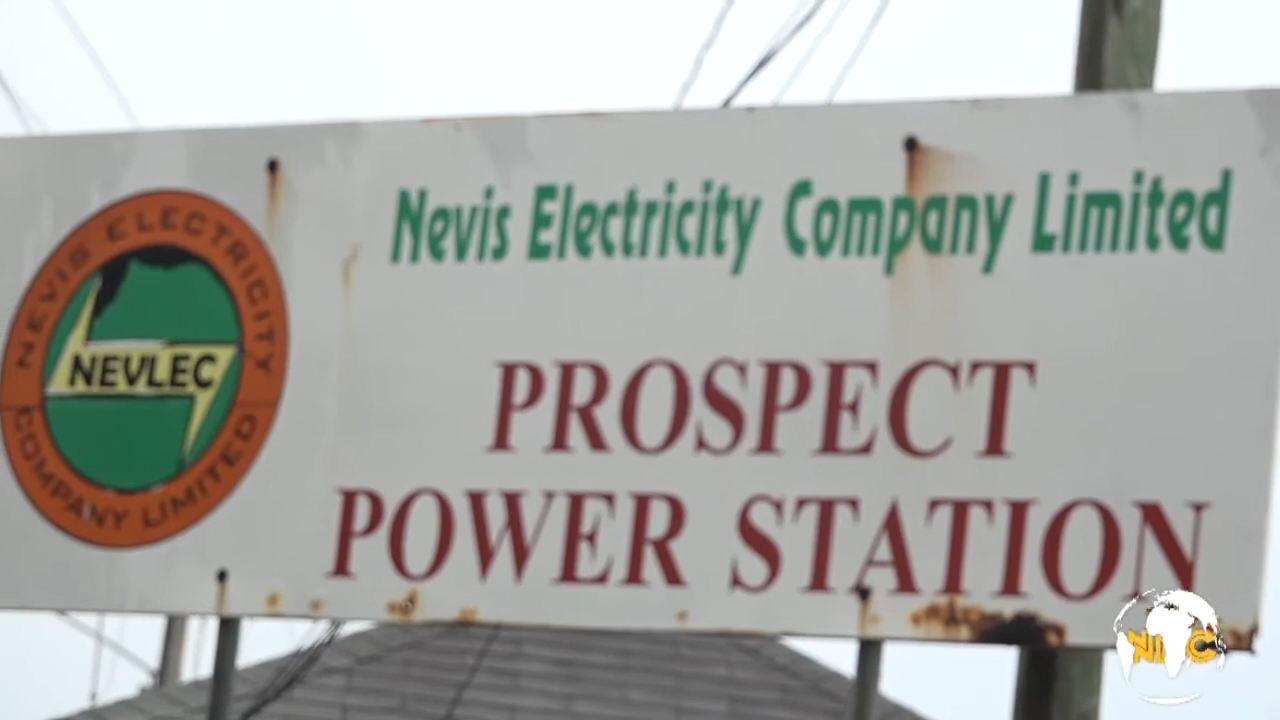 NEVIS ELECTRICITY
NEVLEC
COMPANY LIMITED
Nevis Electricity Company Limited
PROSPECT
POWER STATION